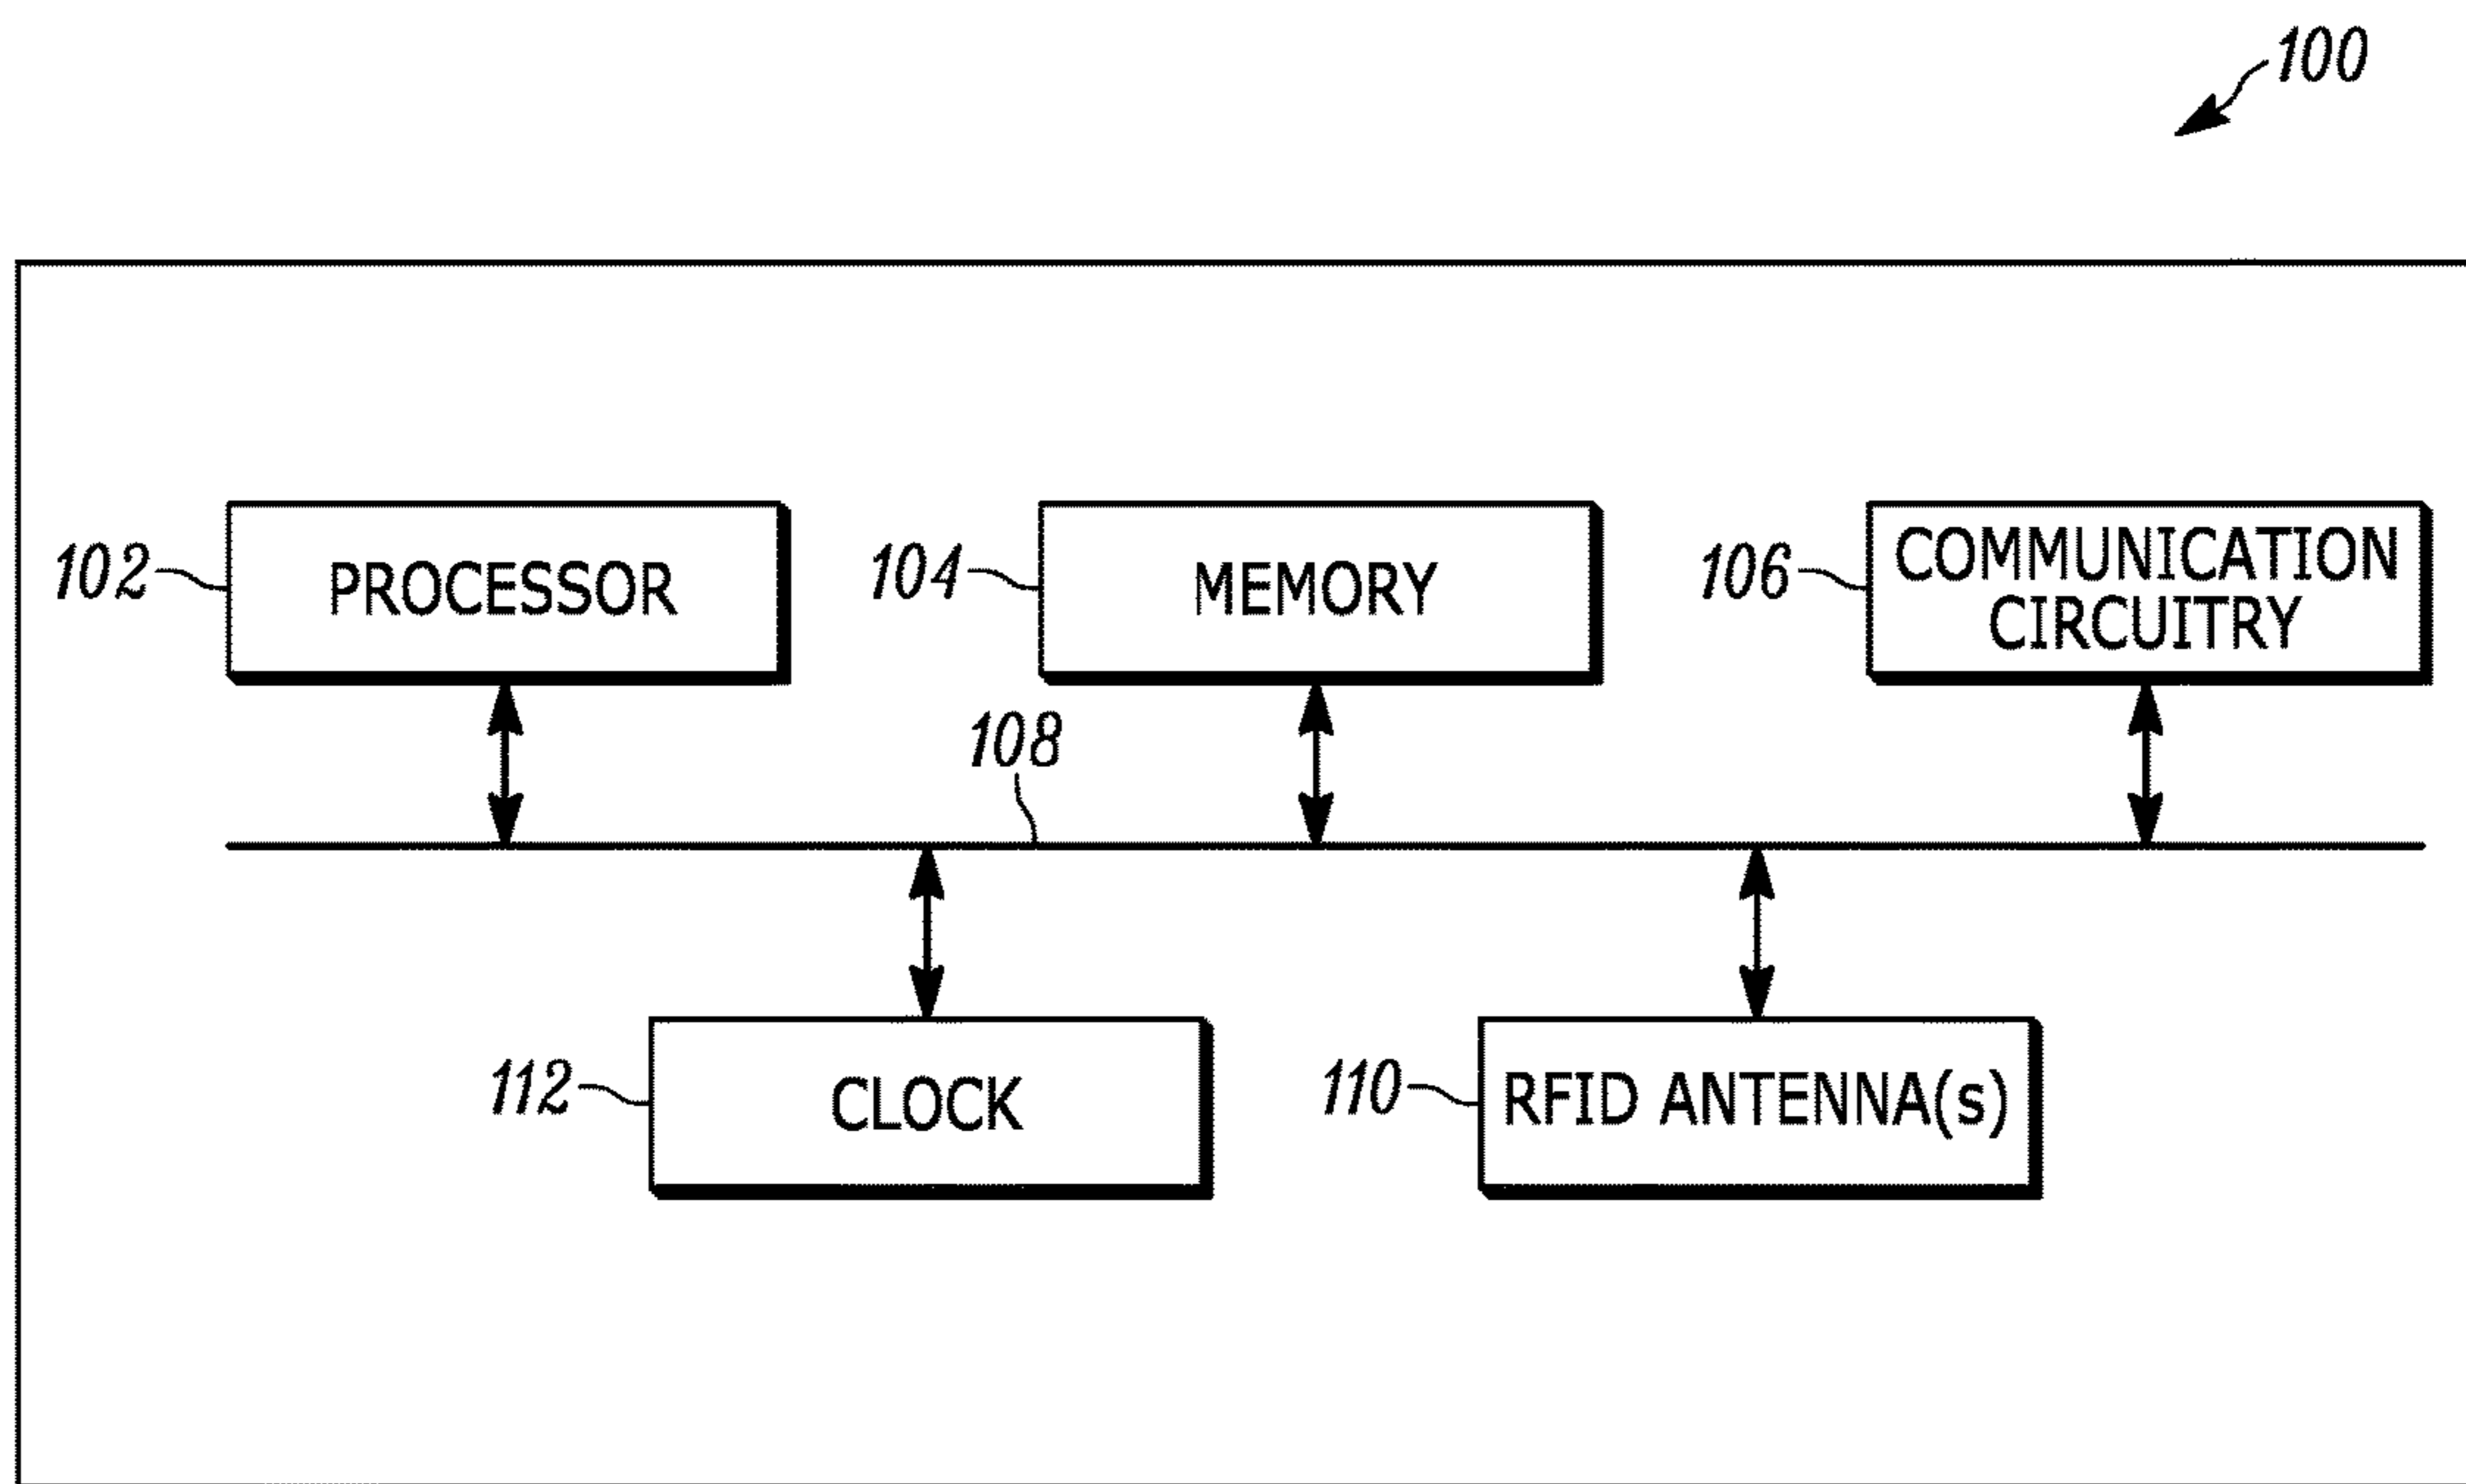 100
102
PROCESSOR
104
MEMORY
106
COMMUNICATION
CIRCUITRY
108
112
CLOCK
110
RFID ANTENNA(s)